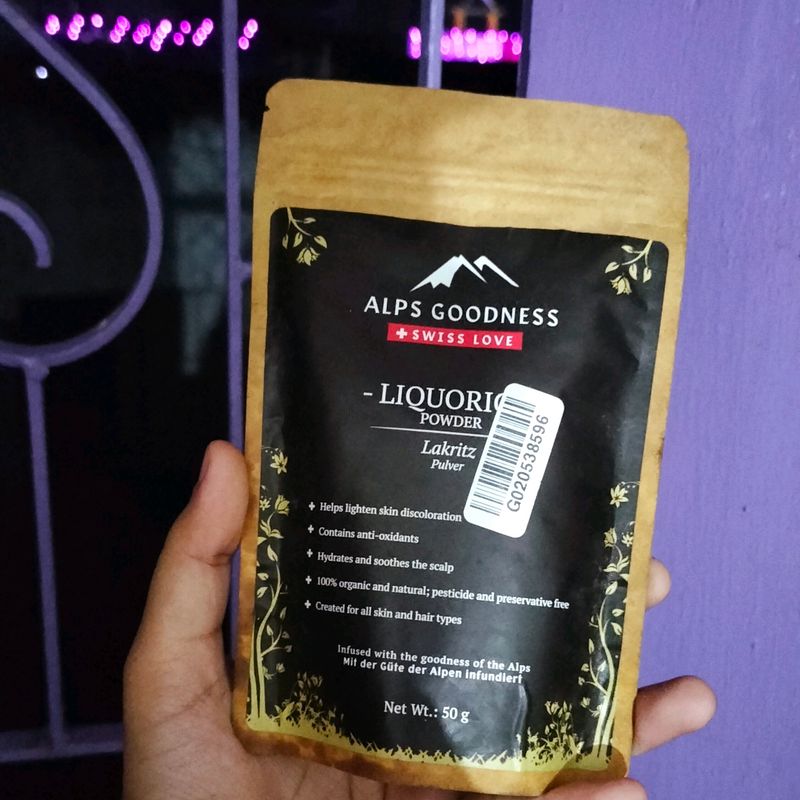 ALPS GOODNESS
SWISS LOVE
- LIQUORIC
POWDER
Lakritz
Pulver
G020538596
Helps lighten skin discoloration
Contains anti-oxidants
Hydrates and soothes the scalp
100% organic and natural; pesticide and preservative free
Created for all skin and hair types
Infused with the goodness of the Alps
Mit der Güte der Alpen infundiert
Net Wt.: 50 g